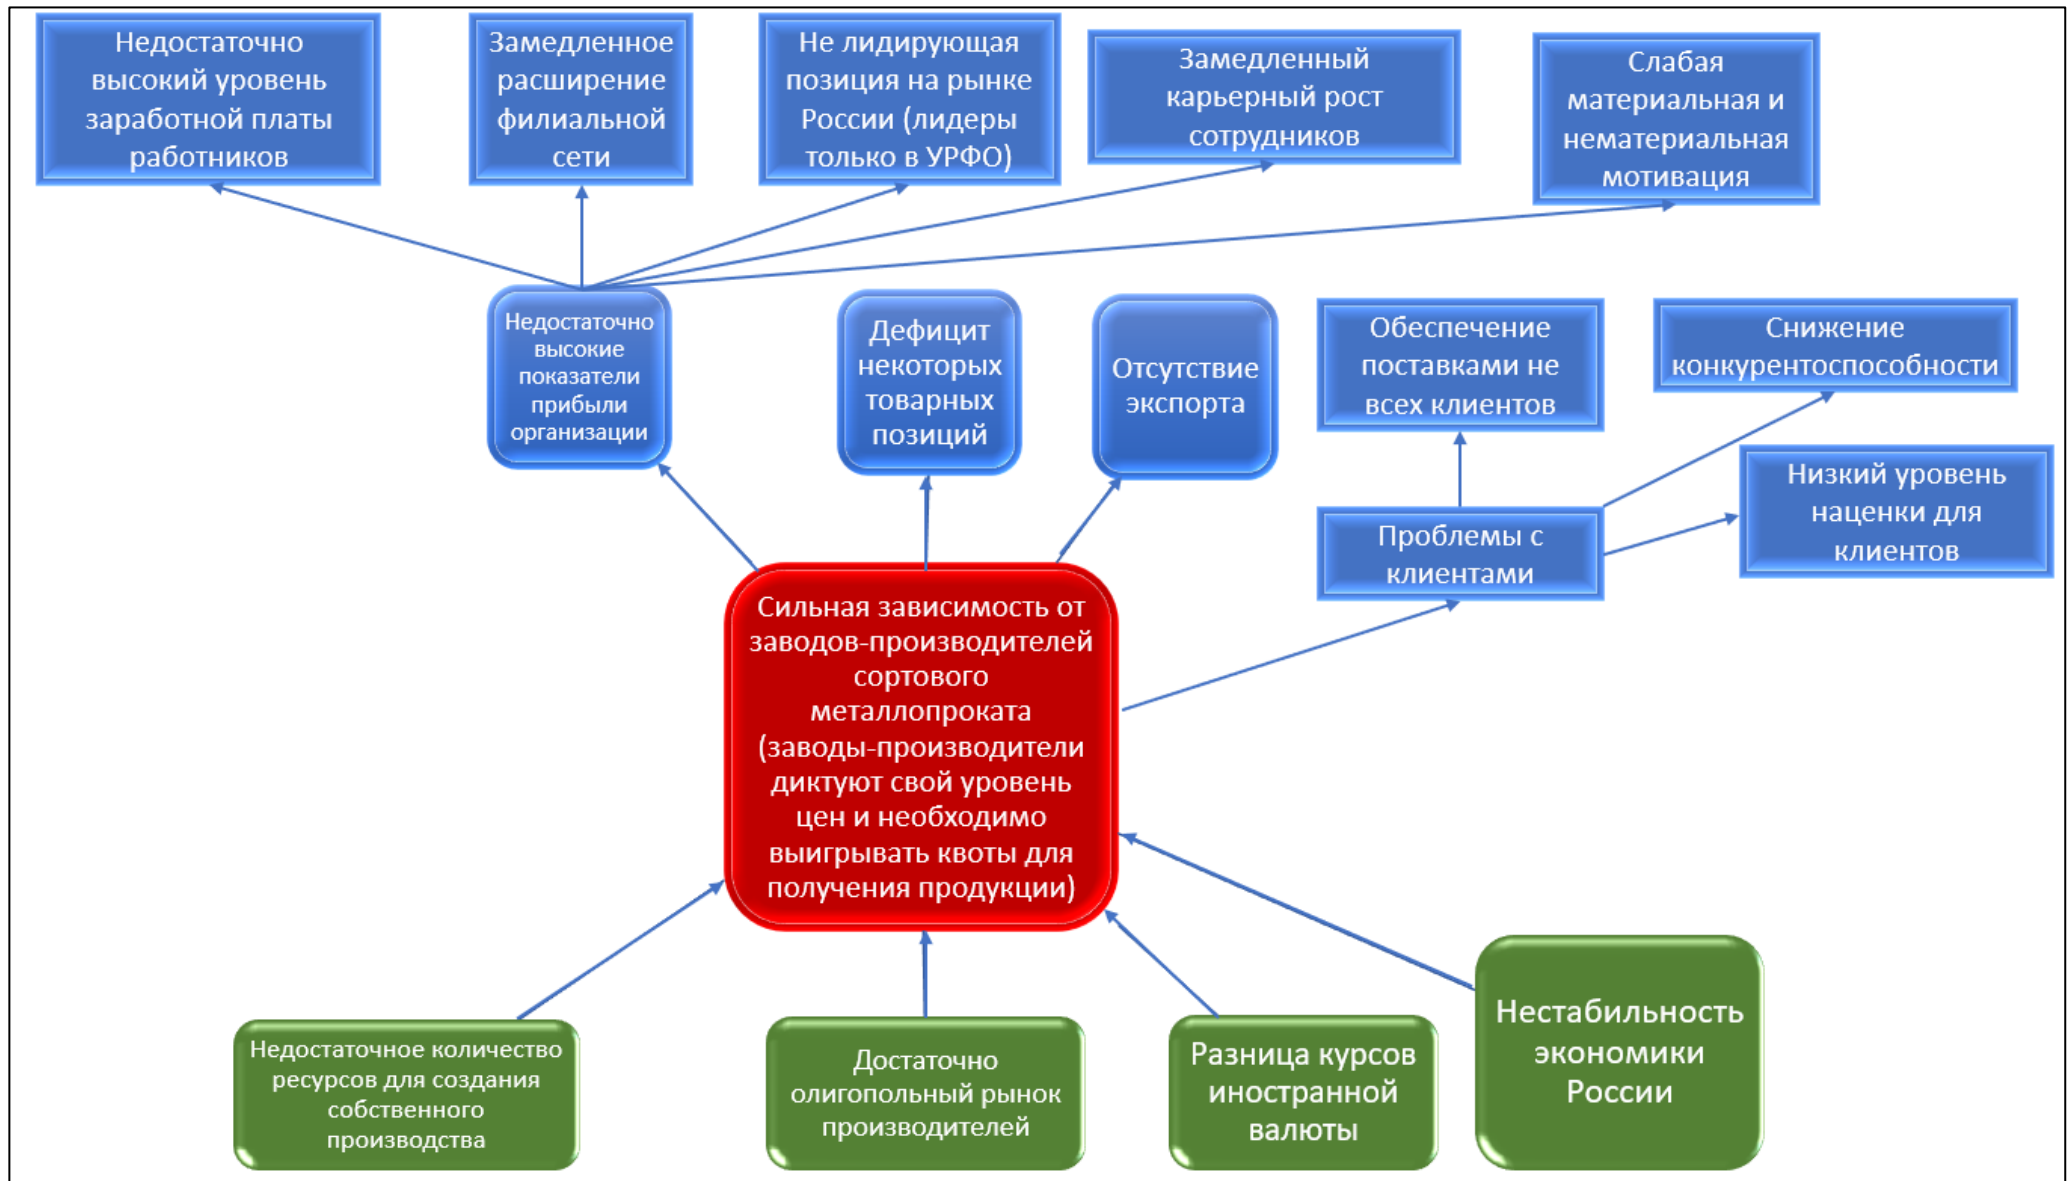 Недостаточно
высокий уровень
заработной платы
работников
Замедленное
расширение
филиальной
сети
Не лидирующая
позиция на рынке
России (лидеры
только в УРФО)
Замедленный
карьерный рост
сотрудников
Слабая
материальная и
нематериальная
мотивация
Недостаточно
высокие
показатели
прибыли
организации
Дефицит
некоторых
товарных
позиций
Отсутствие
экспорта
Обеспечение
поставками не
всех клиентов
Снижение
конкурентоспособности
Низкий уровень
наценки для
клиентов
Проблемы с
клиентами
Сильная зависимость от
заводов-производителей
сортового
металлопроката
(заводы-производители
диктуют свой уровень
цен и необходимо
выигрывать квоты для
получения продукции)
Недостаточное количество
ресурсов для создания
собственного
производства
Достаточно
олигопольный рынок
производителей
Разница курсов
иностранной
валюты
Нестабильность
экономики
России